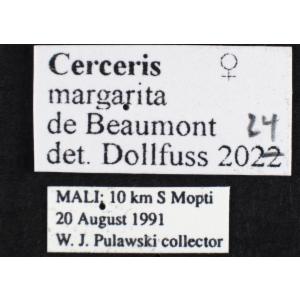 Cerceris ♀
margarita
de Beaumont 24
det. Dollfuss 2022
MALI: 10 km S Mopti
20 August 1991
W. J. Pulawski collector